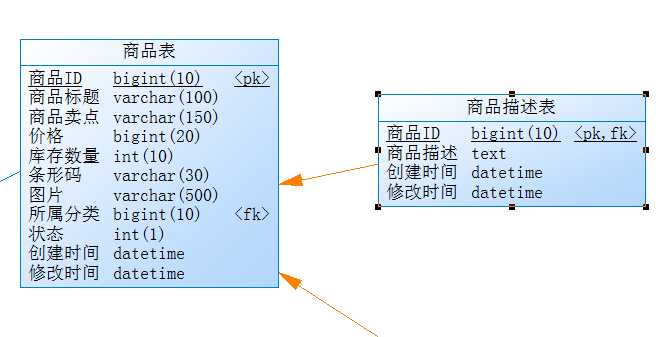 商品表
商品ID bigint(10) <pk>
商品标题 varchar(100)
商品卖点 varchar(150)
价格 bigint(20)
库存数量 int(10)
条形码 varchar(30)
图片 varchar(500)
所属分类 bigint(10) <fk>
状态 int(1)
创建时间 datetime
修改时间 datetime
商品描述表
商品ID bigint(10) <pk,fk>
商品描述 text
创建时间 datetime
修改时间 datetime